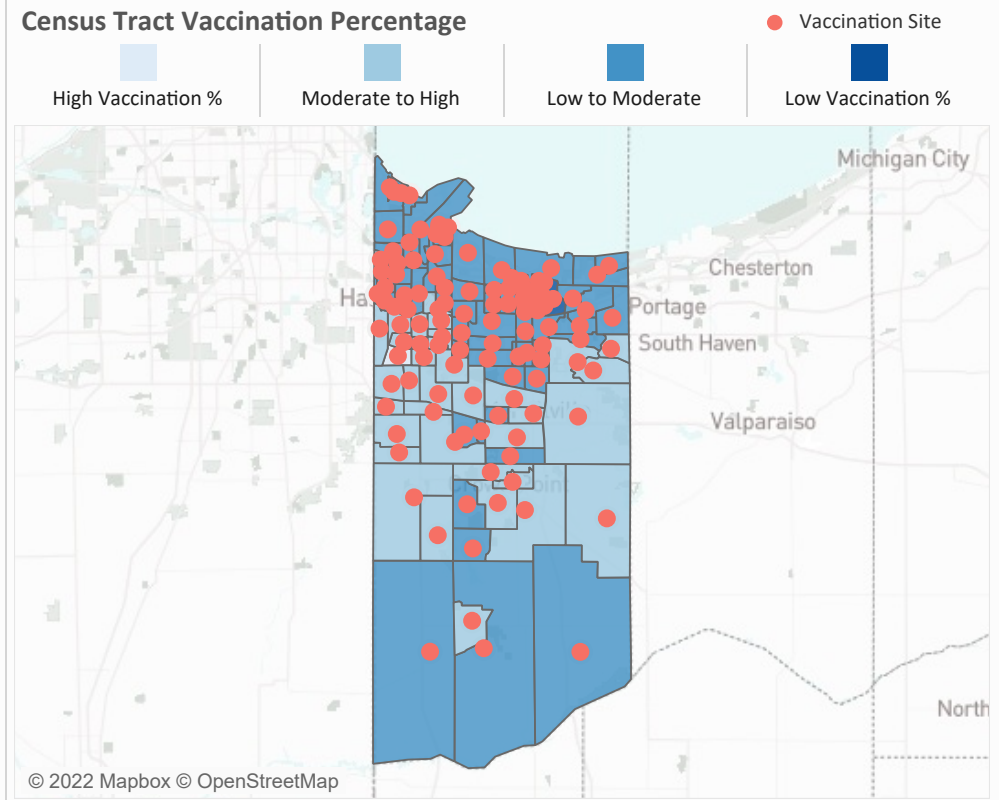 Census Tract Vaccination Percentage
Vaccination Site
High Vaccination %
Moderate to High
Low to Moderate
Low Vaccination %
Michigan City
Chesterton
Portage
South Haven
Valparaiso
Point
North
© 2022 Mapbox © OpenStreetMap